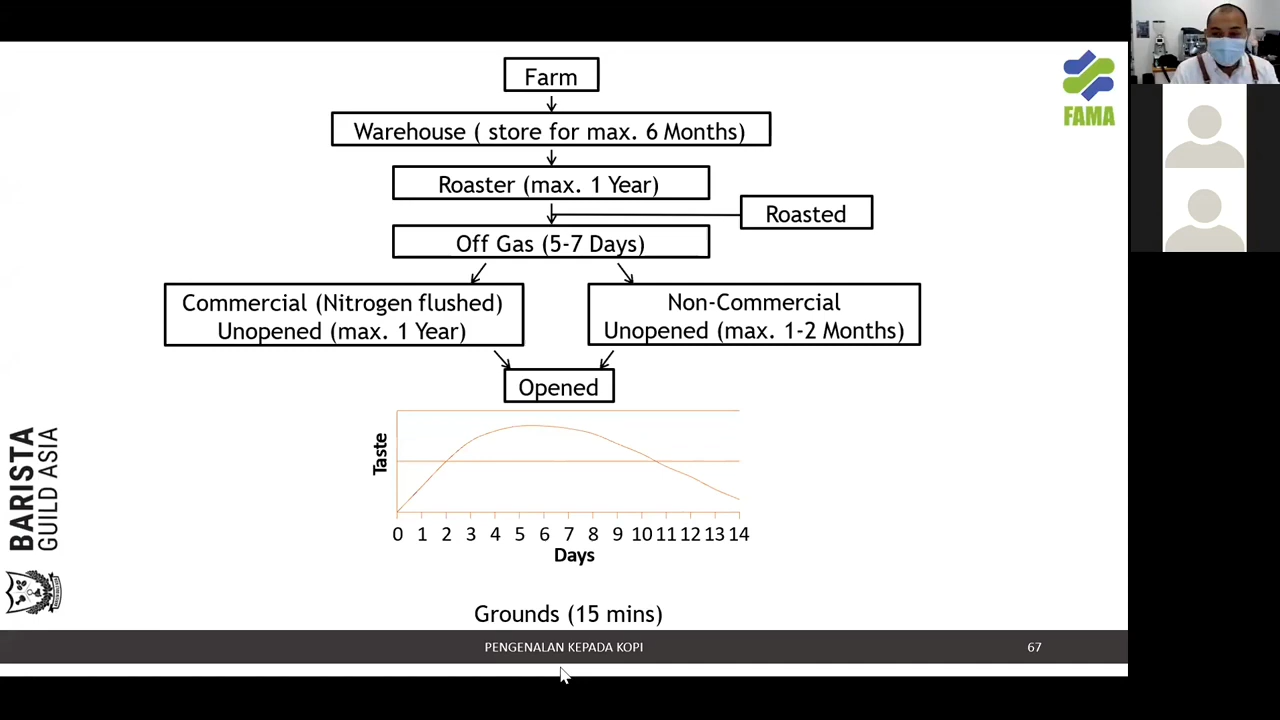 Farm
Warehouse ( store for max. 6 Months)
Roaster (max. 1 Year)
Roasted
Off Gas (5-7 Days)
Commercial (Nitrogen flushed)
Unopened (max. 1 Year)
Non-Commercial
Unopened (max. 1-2 Months)
Opened
Taste
0 1 2 3 4 5 6 7 8 9 10 11 12 13 14
Days
Grounds (15 mins)
PENGENALAN KEPADA KOPI
67
FAMA
BARISTA
GUILD ASIA